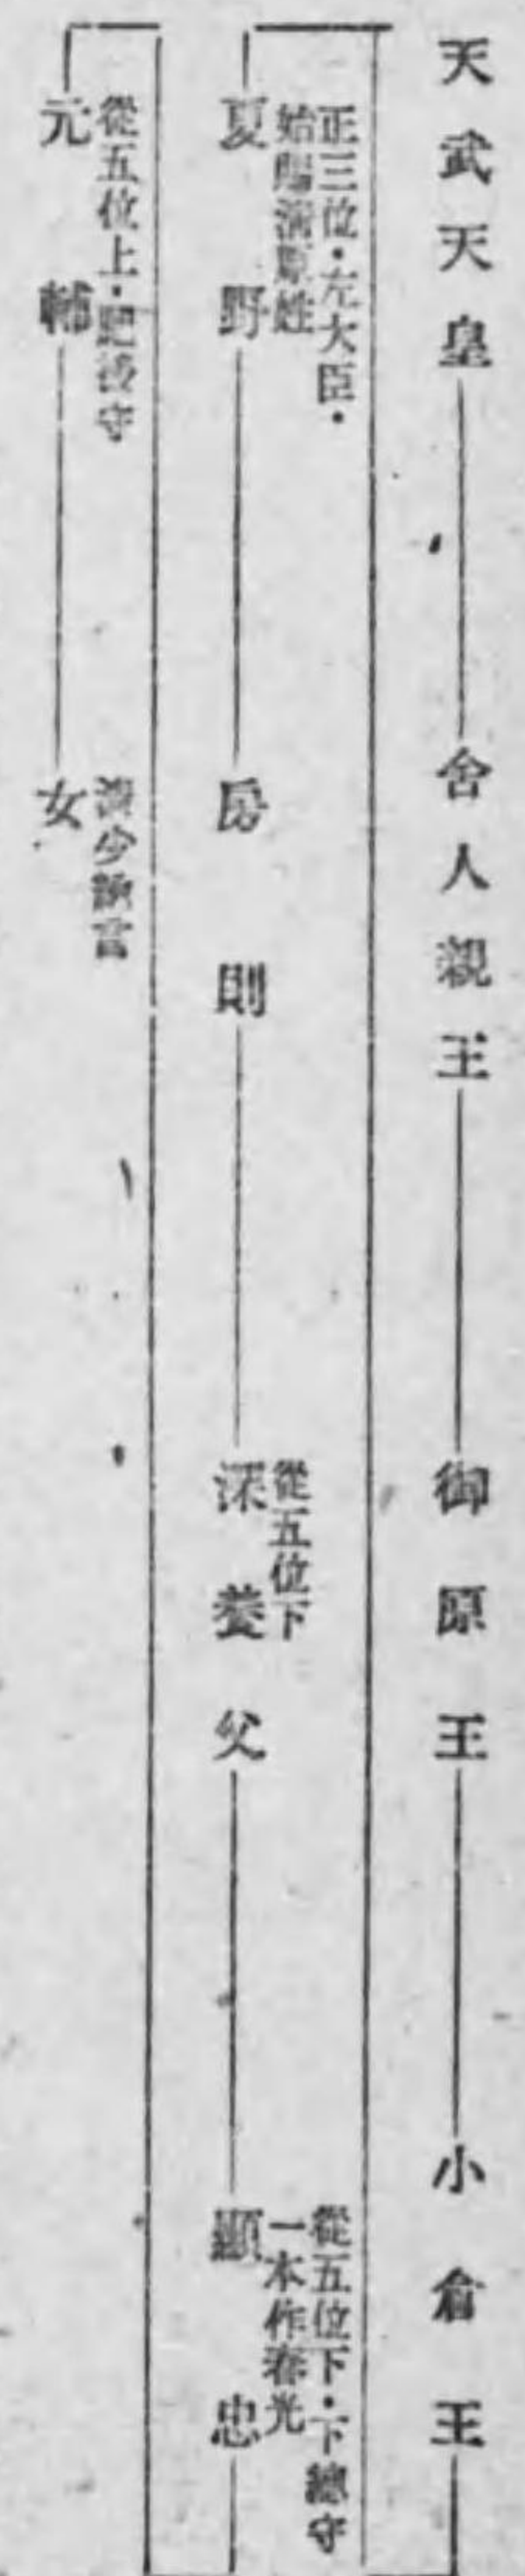 天武天皇
舍人親王
御原王
小倉王
正三位・左大臣・
始賜淸原姓
夏野
房則
從五位下
深養父
從五位下・下總守
一本作春光
顯忠
從五位上・肥後守
元輔
淸少納言
女